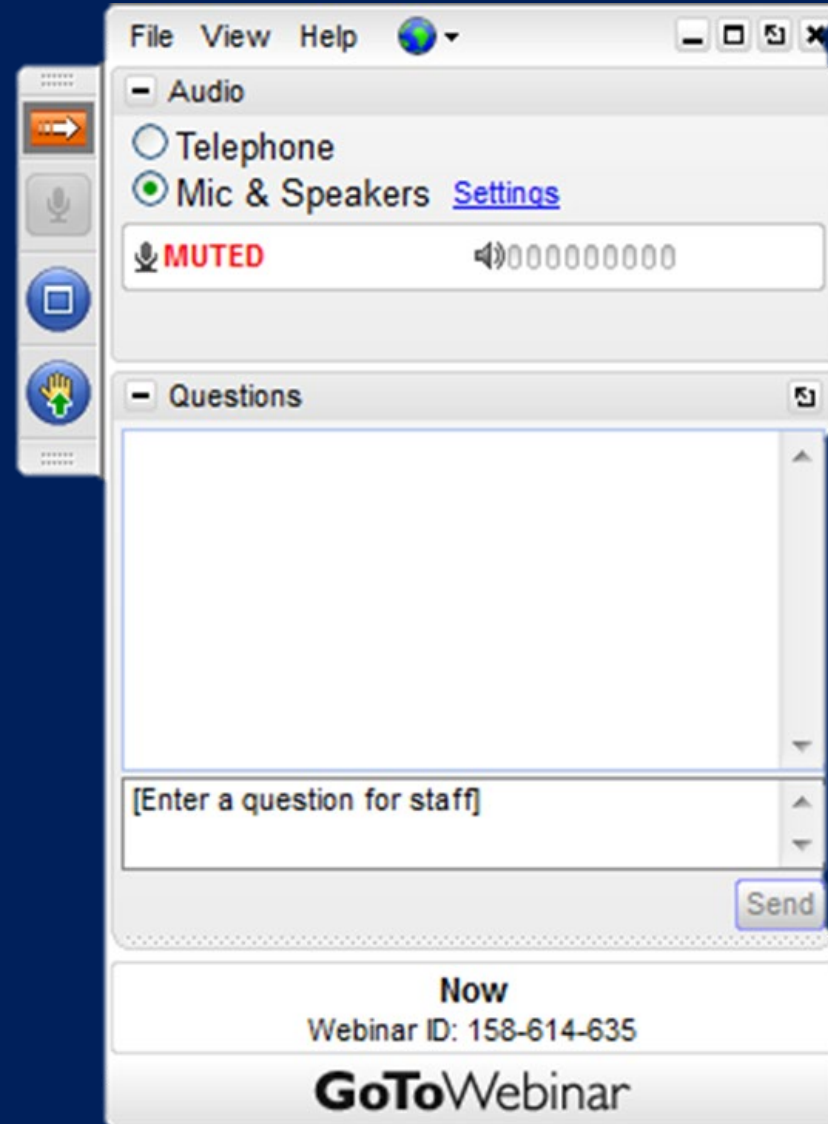 File View Help
Audio
Telephone
Mic & Speakers Settings
MUTED
Questions
[Enter a question for staff]
Send
Now
Webinar ID: 158-614-635
GoToWebinar